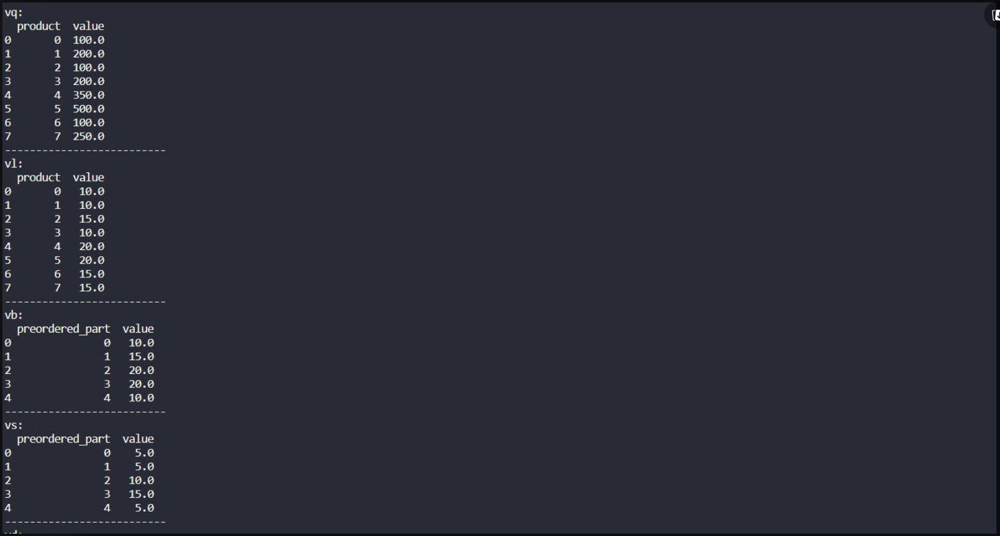 vq:
  product  value
0       0  100.0
1       1  200.0
2       2  100.0
3       3  200.0
4       4  350.0
5       5  500.0
6       6  100.0
7       7  250.0
--------------------------
vl:
  product  value
0       0   10.0
1       1   10.0
2       2   15.0
3       3   10.0
4       4   20.0
5       5   20.0
6       6   15.0
7       7   15.0
--------------------------
vb:
  preordered_part  value
0               0   10.0
1               1   15.0
2               2   20.0
3               3   20.0
4               4   10.0
--------------------------
vs:
  preordered_part  value
0               0    5.0
1               1    5.0
2               2   10.0
3               3   15.0
4               4    5.0
--------------------------